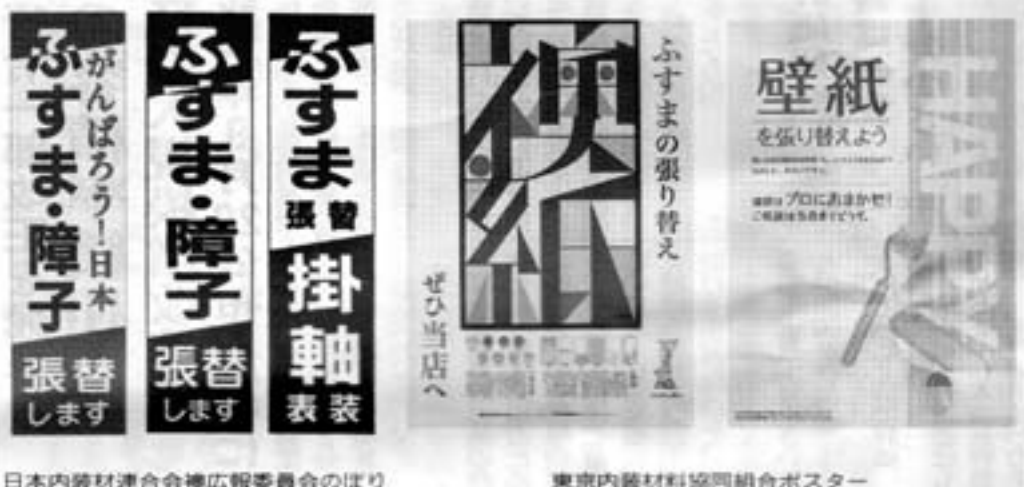 ふすま・障子
がんばろう！日本
張替
します
ふすま・障子
張替
します
ふすま
張替
掛軸
表装
ふすまの張り替え
ぜひ当店へ
壁紙
を張り替えよう
プロにおまかせ!
HAPPY
日本内装材連合会襖広報委員会のぼり
東京内装材料協同組合ポスター